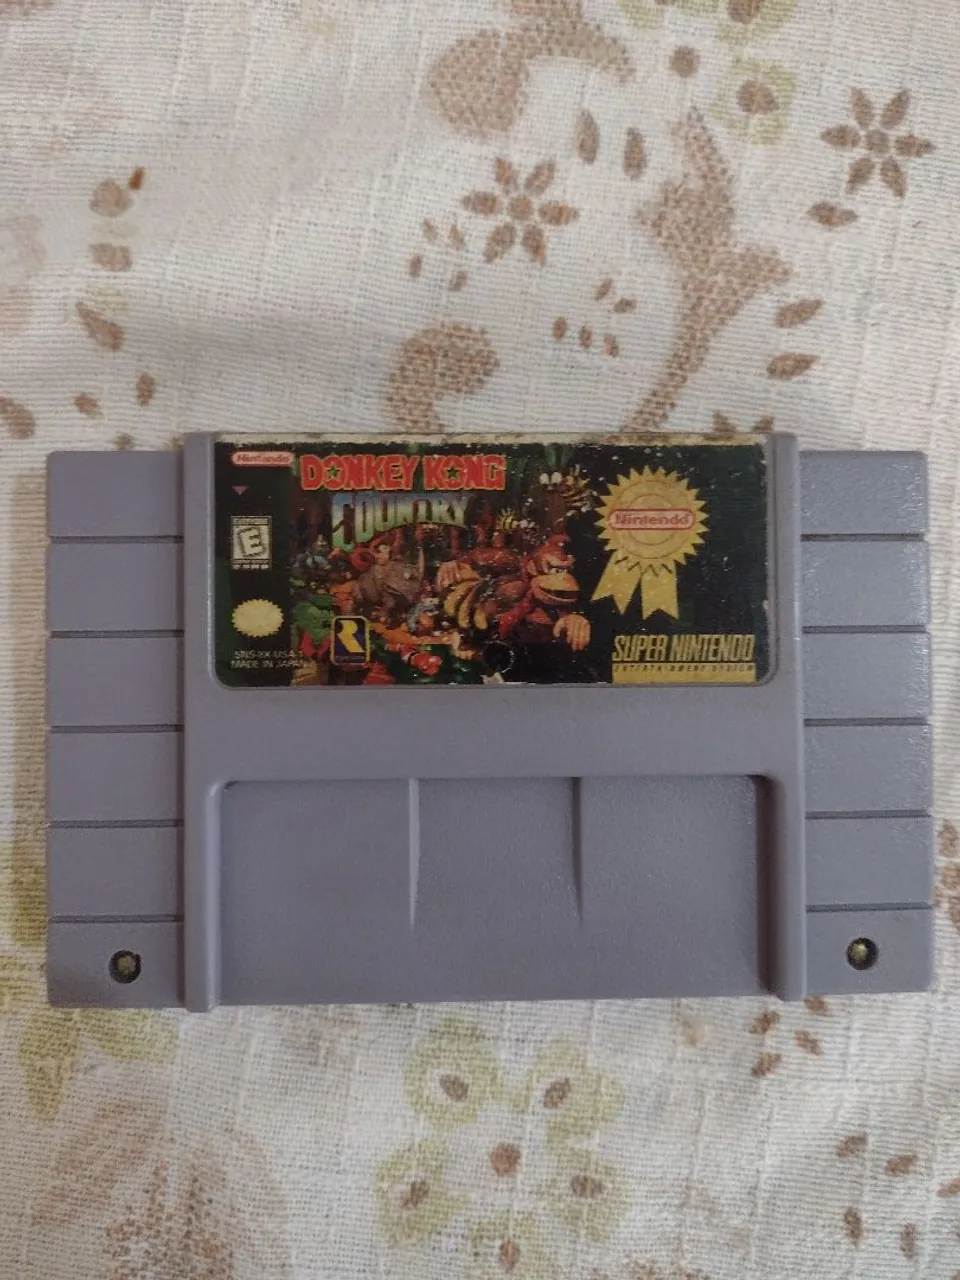 Nintendo
DONKEY KONG
COUNTRY
Nintendo
E
SUPER NINTENDO
ENTERTAINMENT SYSTEM
SNS-8X-USA-1
MADE IN JAPAN